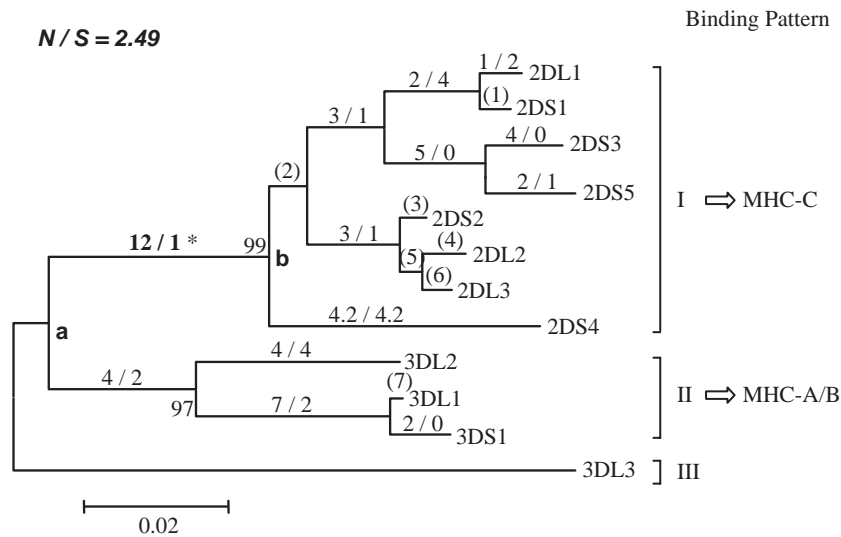 Binding Pattern
N / S = 2.49
1 / 2
2DL1
2 / 4
(1)
2DS1
3 / 1
4 / 0
2DS3
5 / 0
2 / 1
2DS5
(2)
(3)
2DS2
I ⇨ MHC-C
3 / 1
(4)
(5)
2DL2
(6)
2DL3
12 / 1 *
99
b
4.2 / 4.2
2DS4
a
4 / 4
3DL2
4 / 2
(7)
3DL1
II ⇨ MHC-A/B
97
7 / 2
2 / 0
3DS1
3DL3
III
0.02